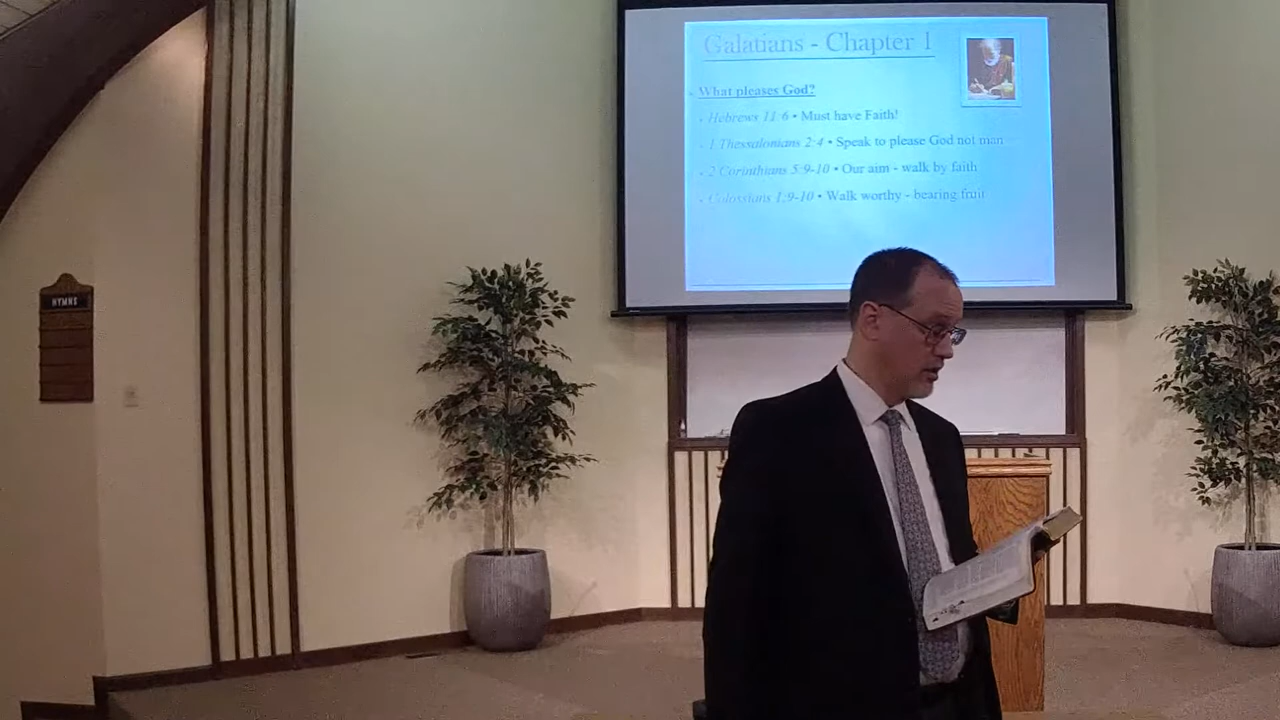 Galatians - Chapter 1
What pleases God?
Hebrews 11:6 • Must have Faith!
1 Thessalonians 2:4 • Speak to please God not man
2 Corinthians 5:9-10 • Our aim - walk by faith
Colossians 1:9-10 • Walk worthy - bearing fruit
HYMNS